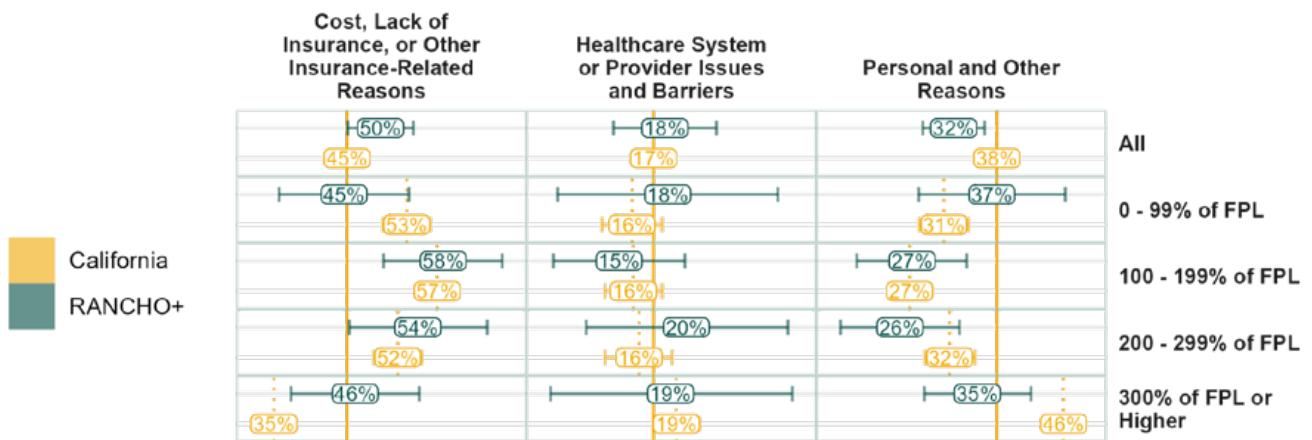 Cost, Lack of
Insurance, or Other
Insurance-Related
Reasons
Healthcare System
or Provider Issues
and Barriers
Personal and Other
Reasons
50% 18% 32% All
45% 17% 38%
45% 18% 37% 0 - 99% of FPL
53% 16% 31%
58% 15% 27% 100 - 199% of FPL
57% 16% 27%
54% 20% 26% 200 - 299% of FPL
52% 16% 32%
46% 19% 35% 300% of FPL or
Higher
35% 19% 46%
California
RANCHO+